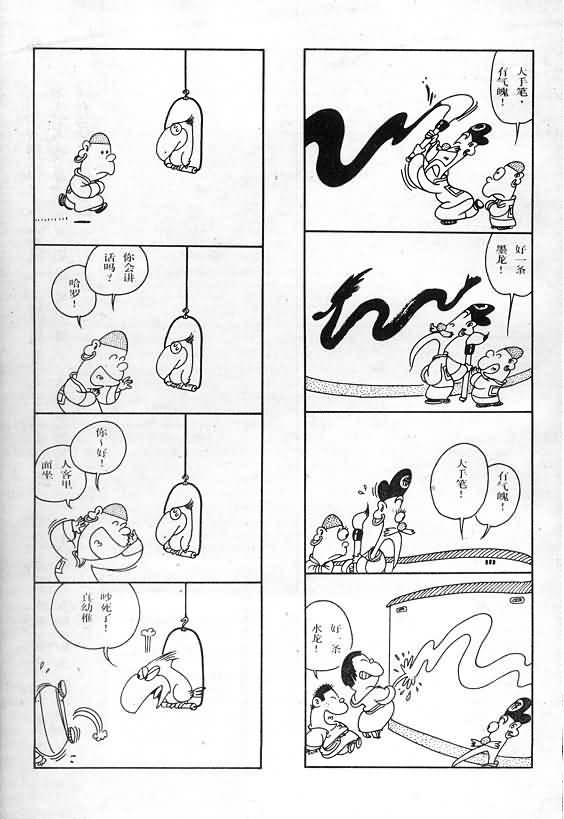 大手笔，
有气魄！
好一条
墨龙！
有气魄！
大手笔！
好一条
水龙！
你会讲
话吗？
哈罗！
你～好！
人客里
面坐
吵死了！
真幼稚